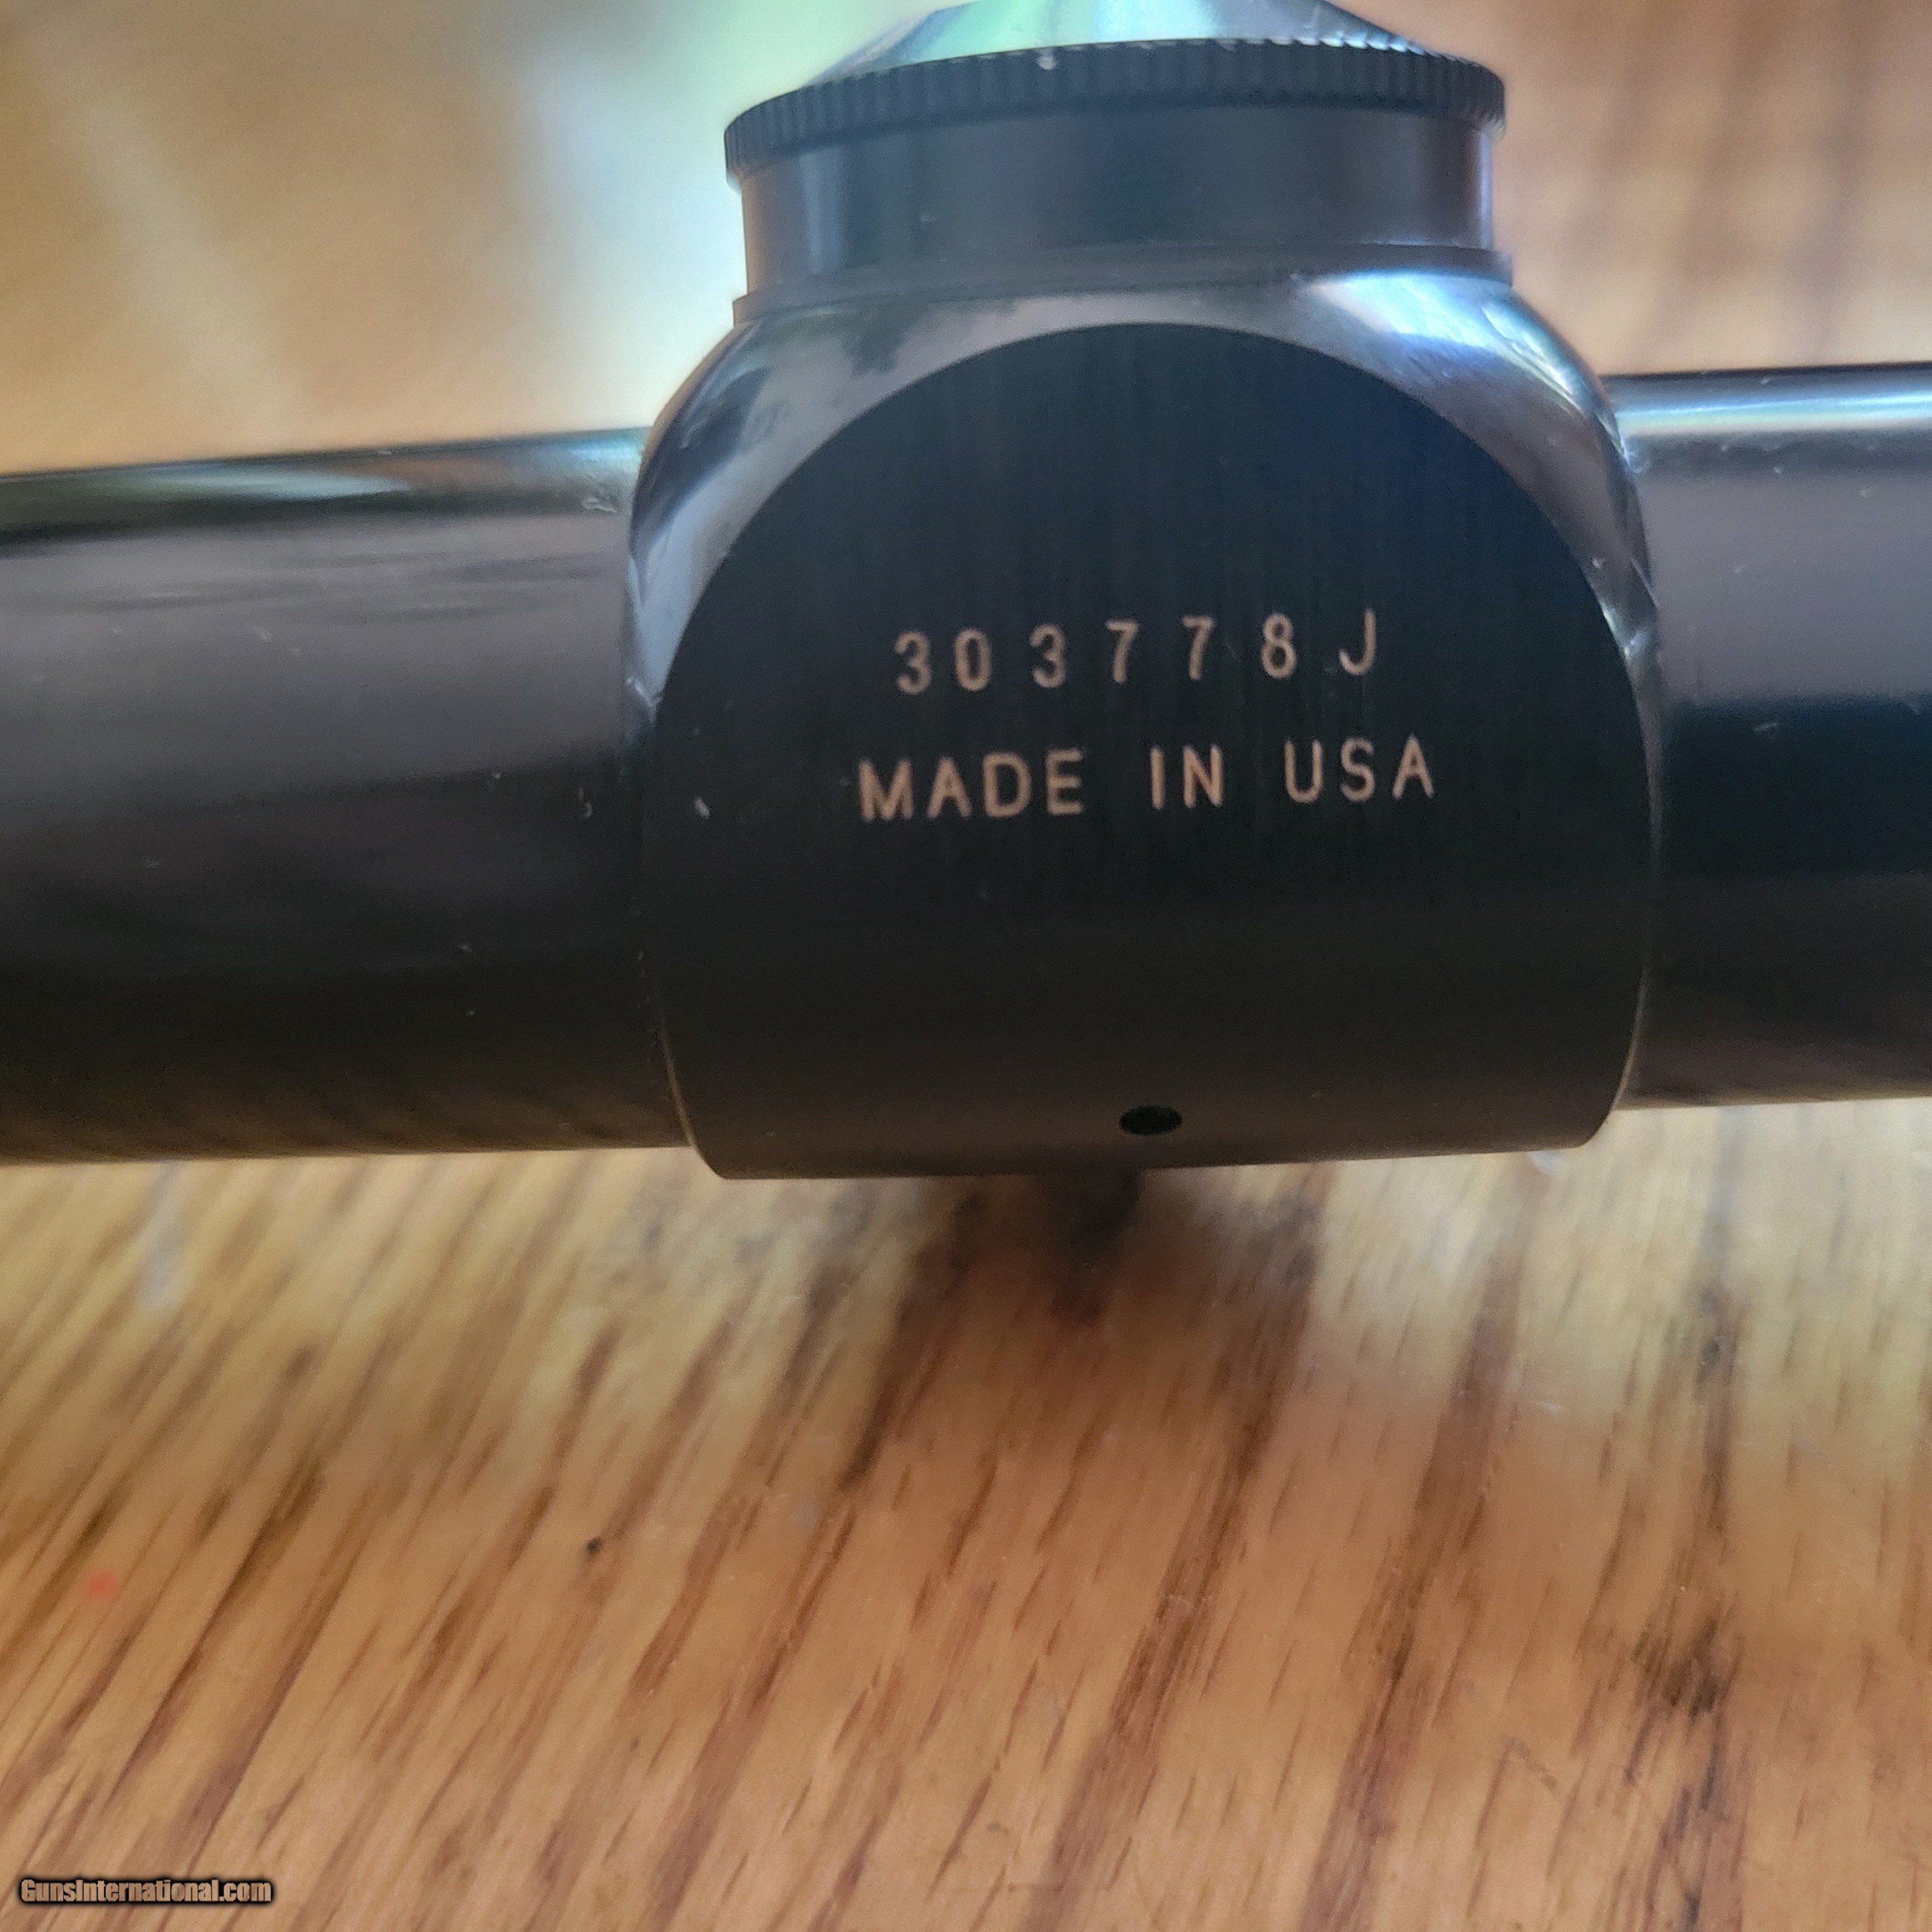 303778J
MADE IN USA
GunsInternational.com